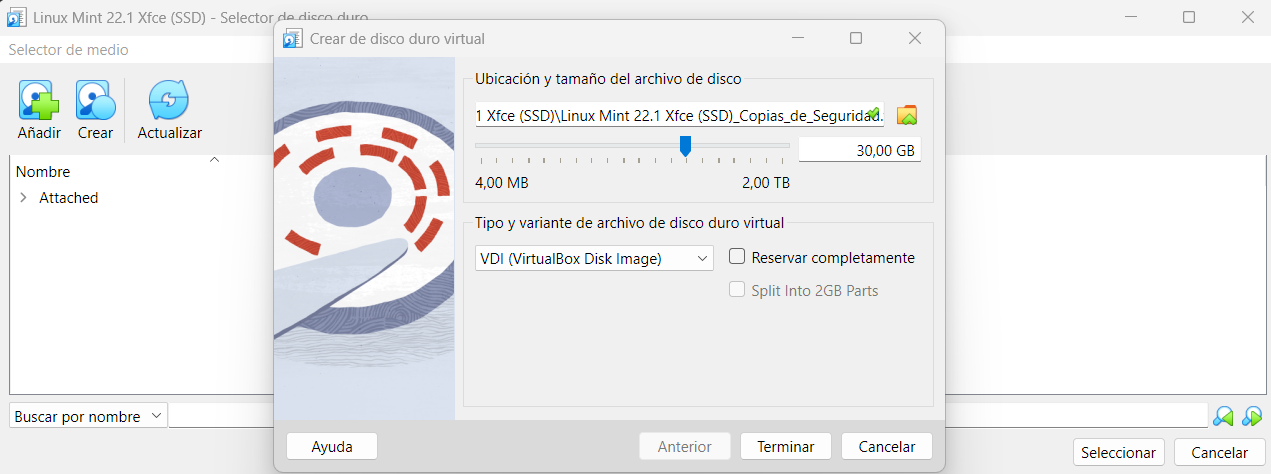 Linux Mint 22.1 Xfce (SSD) - Selector de disco duro
Selector de medio
Añadir
Crear
Actualizar
Nombre
Attached
Buscar por nombre
Seleccionar
Cancelar
Crear de disco duro virtual
Ubicación y tamaño del archivo de disco
1 Xfce (SSD)\Linux Mint 22.1 Xfce (SSD)_Copias_de_Seguridad.
30,00 GB
4,00 MB
2,00 TB
Tipo y variante de archivo de disco duro virtual
VDI (VirtualBox Disk Image)
Reservar completamente
Split Into 2GB Parts
Ayuda
Anterior
Terminar
Cancelar